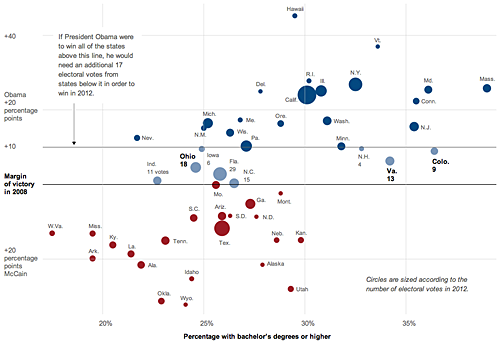 Hawaii
+40
If President Obama were
to win all of the states
above this line, he would
need an additional 17
electoral votes from
states below it in order to
win in 2012.
Vt.
R.I.
Del.
Ill.
N.Y.
Md.
Mass.
Calif.
Conn.
Obama
+20
percentage
points
Mich.
Me.
Ore.
Wash.
N.J.
N.M.
Wis.
Nev.
Pa.
Minn.
+10
Ohio
18
Iowa
6
Fla.
29
N.H.
4
Va.
13
Colo.
9
Ind.
11 votes
N.C.
15
Margin
of victory
in 2008
Mo.
Mont.
Ga.
S.C.
Ariz.
S.D.
N.D.
W.Va.
Miss.
Ky.
Tenn.
Tex.
Neb.
Kan.
+20
percentage
points
McCain
Ark.
La.
Ala.
Alaska
Idaho
Utah
Okla.
Wyo.
Circles are sized according to the
number of electoral votes in 2012.
20%
25%
30%
35%
Percentage with bachelor's degrees or higher